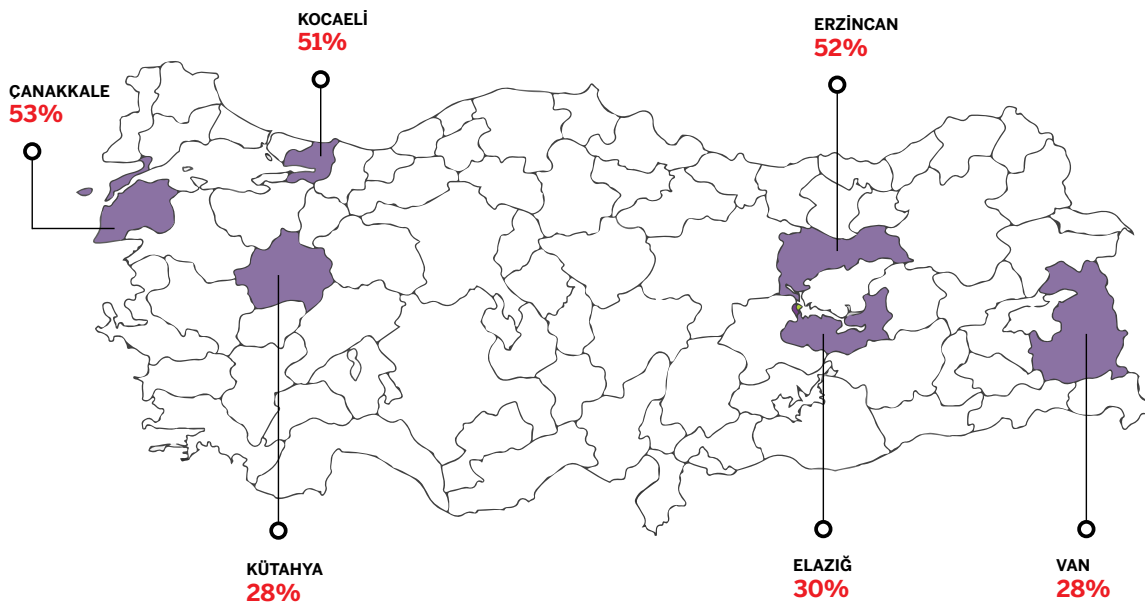 KOCAELİ
51%
ERZİNCAN
52%
ÇANAKKALE
53%
KÜTAHYA
28%
ELAZIĞ
30%
VAN
28%